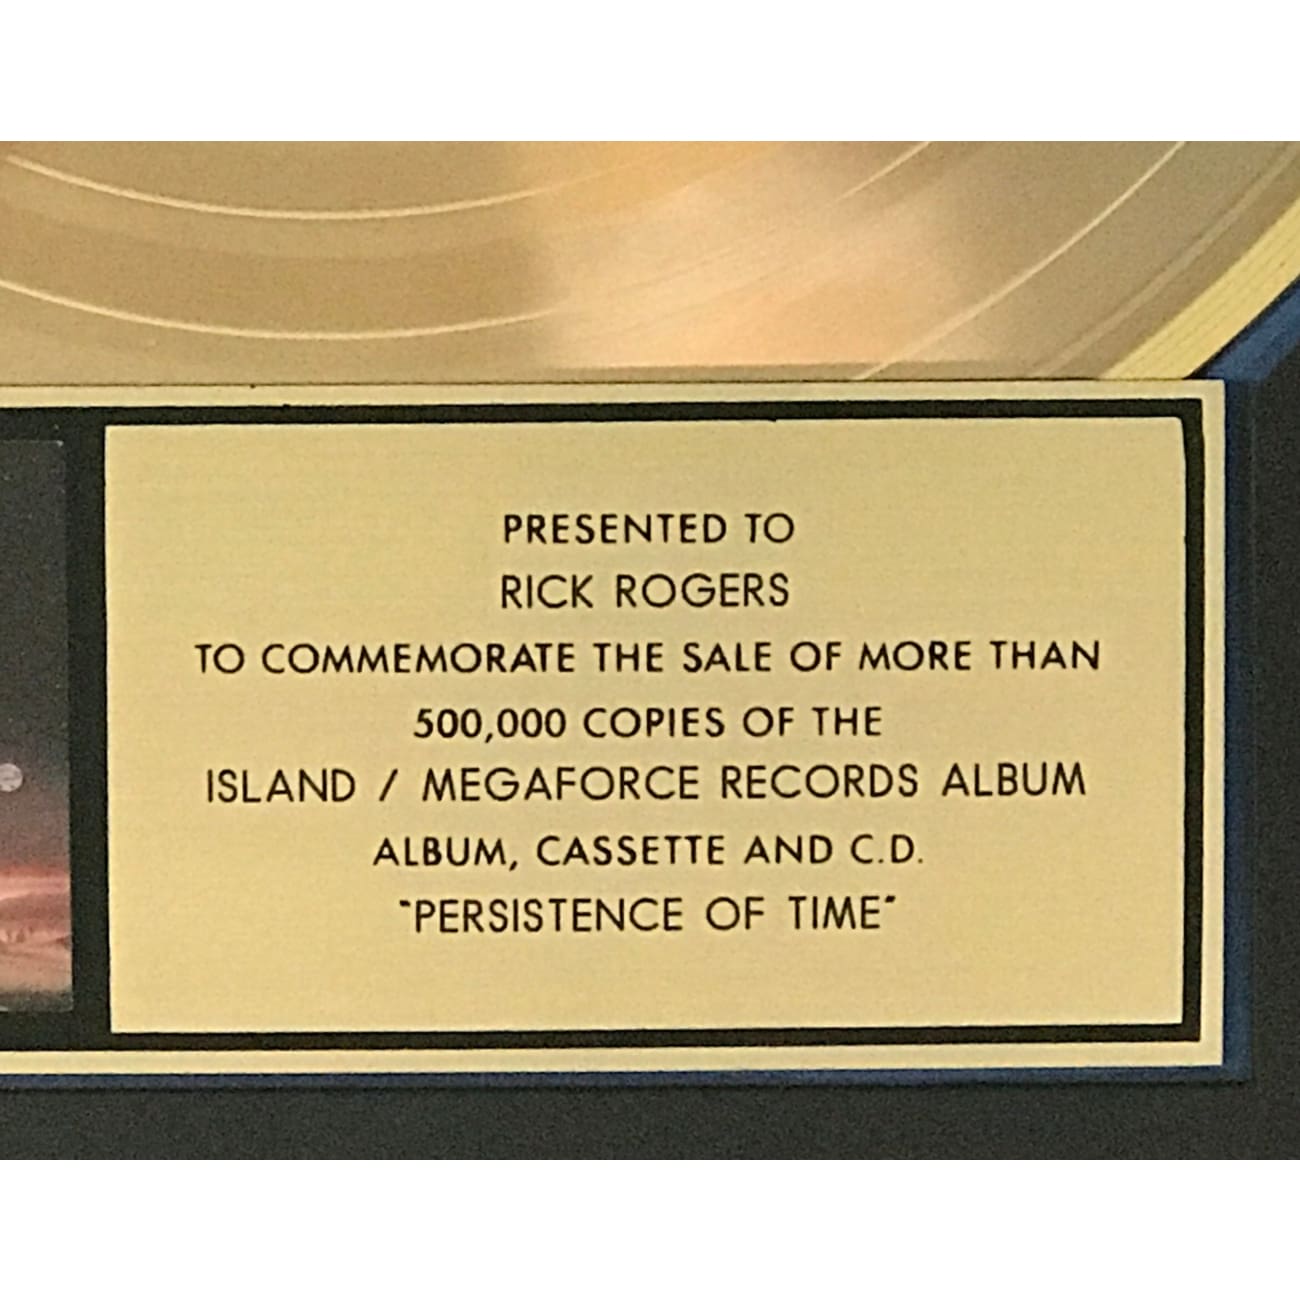 PRESENTED TO
RICK ROGERS
TO COMMEMORATE THE SALE OF MORE THAN
500,000 COPIES OF THE
ISLAND / MEGAFORCE RECORDS ALBUM
ALBUM, CASSETTE AND C.D.
"PERSISTENCE OF TIME"